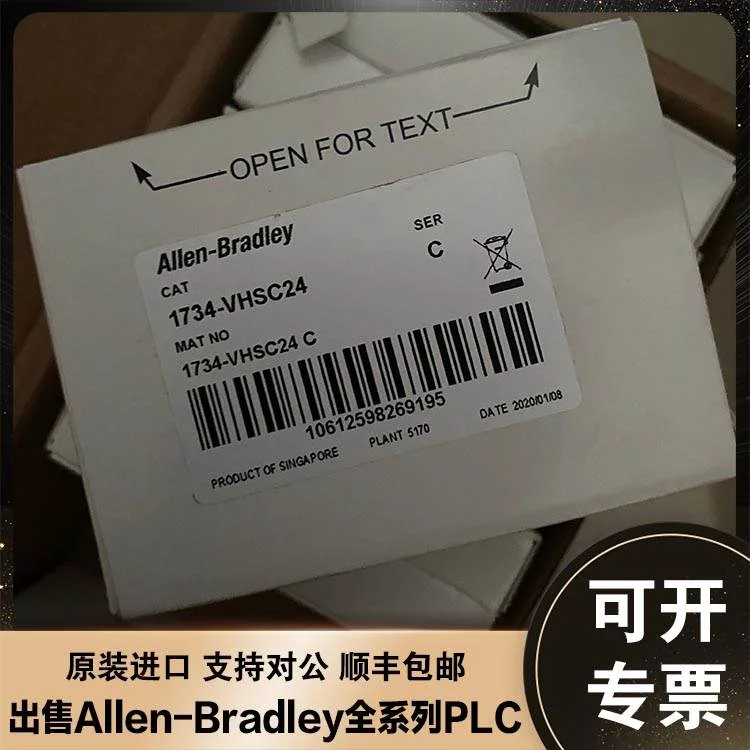 OPEN FOR TEXT
Allen-Bradley
SER
C
CAT
1734-VHSC24
MAT NO
1734-VHSC24 C
10612598269195
PRODUCT OF SINGAPORE
PLANT 5170
DATE 2020/01/08
可开
专票
原装进口 支持对公 顺丰包邮
出售Allen-Bradley全系列PLC